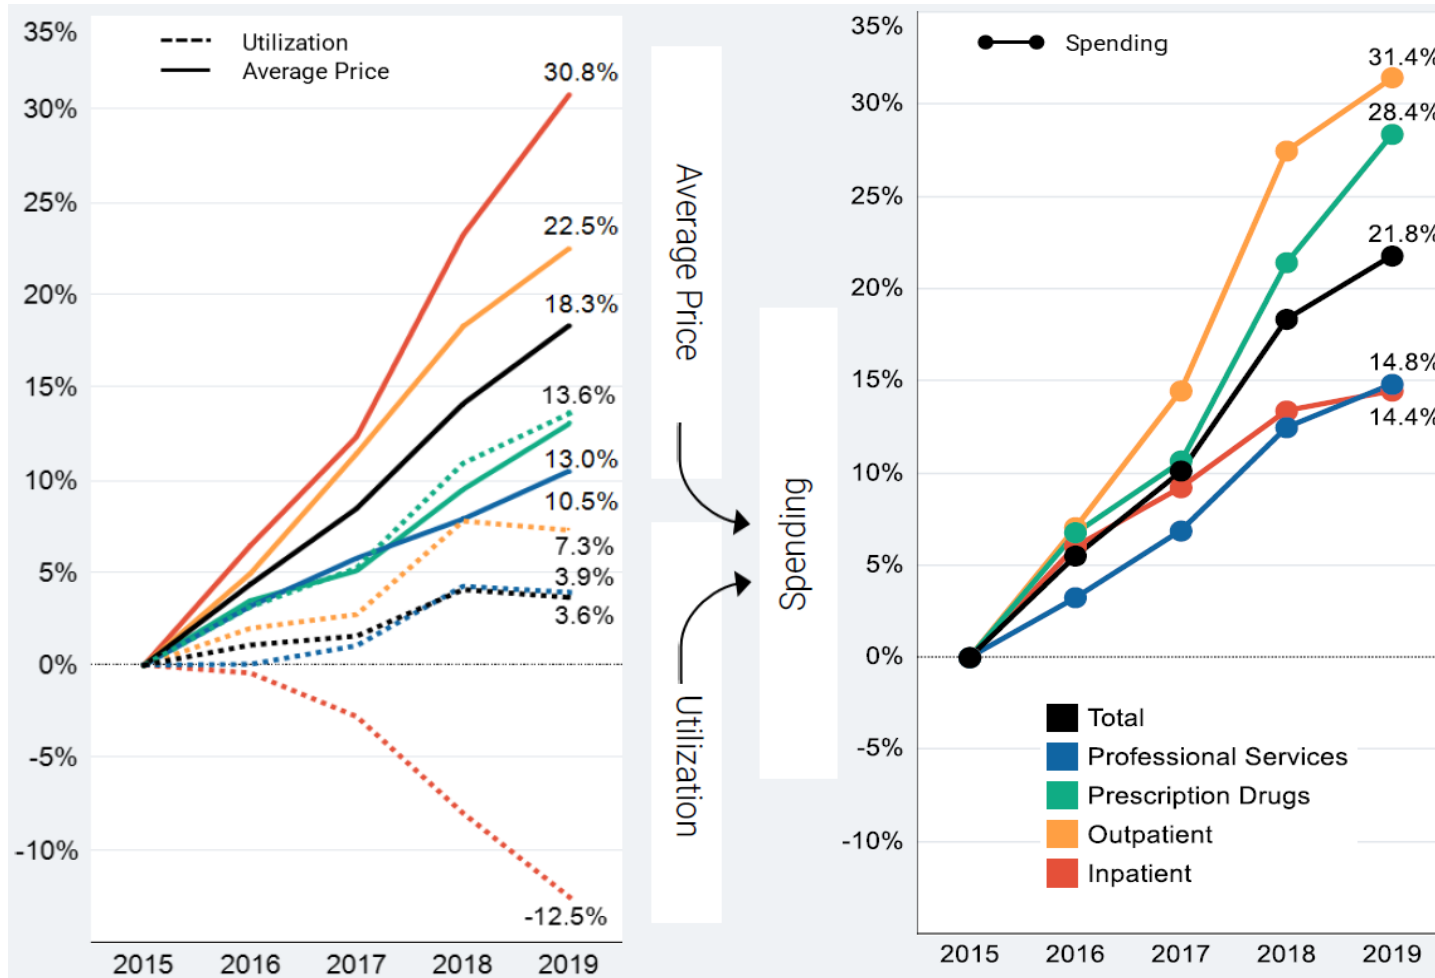 35%
30%
25%
20%
15%
10%
5%
0%
-5%
-10%
Utilization
Average Price
30.8%
22.5%
18.3%
13.6%
13.0%
10.5%
7.3%
3.9%
3.6%
-12.5%
2015 2016 2017 2018 2019
Average Price
Utilization
Spending
35%
30%
25%
20%
15%
10%
5%
0%
-5%
-10%
Spending
31.4%
28.4%
21.8%
14.8%
14.4%
Total
Professional Services
Prescription Drugs
Outpatient
Inpatient
2015 2016 2017 2018 2019